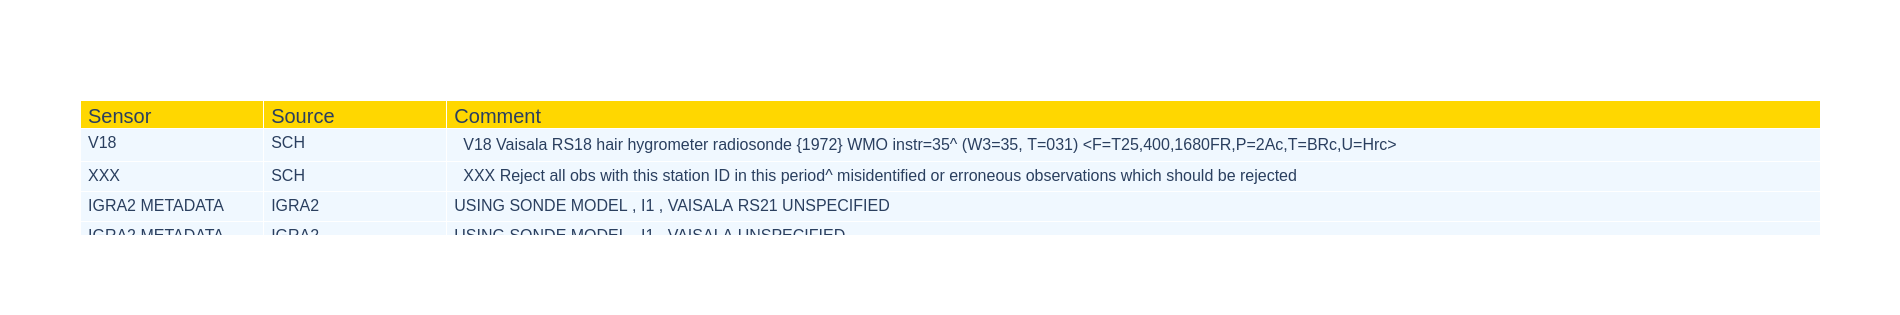 Sensor Source Comment
V18 SCH V18 Vaisala RS18 hair hygrometer radiosonde {1972} WMO instr=35^ (W3=35, T=031) <F=T25,400,1680FR,P=2Ac,T=BRc,U=Hrc>
XXX SCH XXX Reject all obs with this station ID in this period^ misidentified or erroneous observations which should be rejected
IGRA2 METADATA IGRA2 USING SONDE MODEL , I1 , VAISALA RS21 UNSPECIFIED
IGRA2 METADATA IGRA2 USING SONDE MODEL , I1 , VAISALA UNSPECIFIED